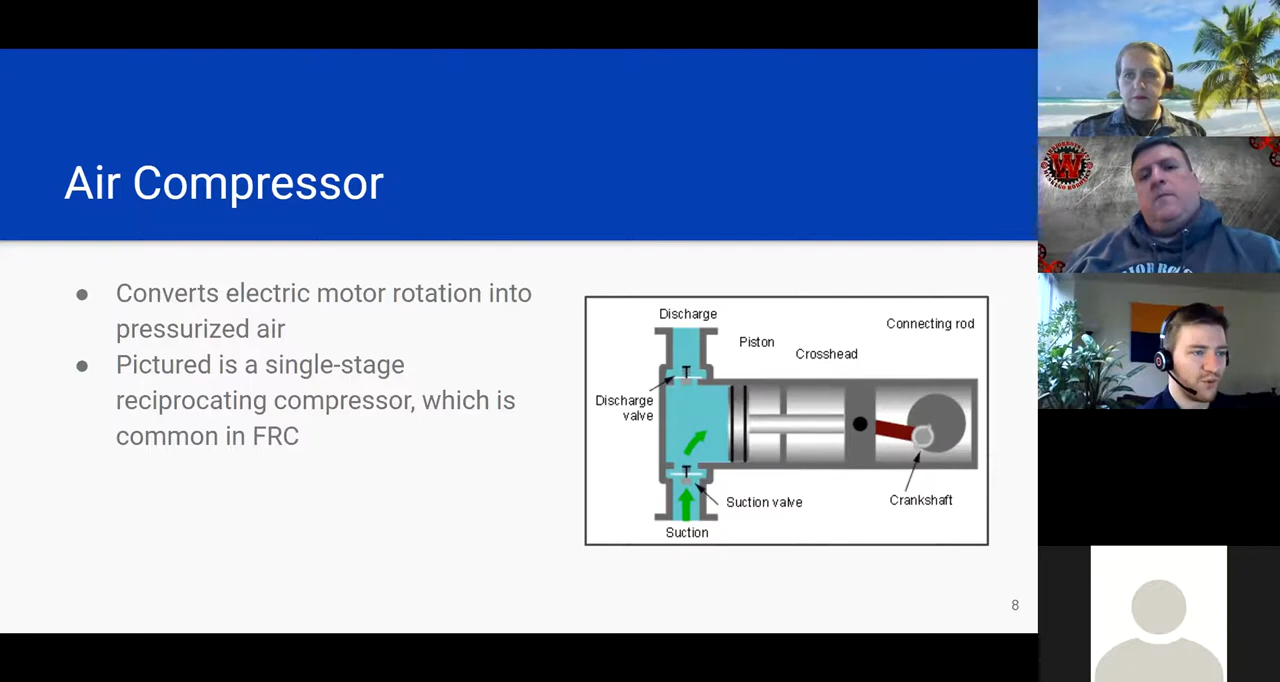 Air Compressor
● Converts electric motor rotation into
pressurized air
● Pictured is a single-stage
reciprocating compressor, which is
common in FRC
Discharge
Connecting rod
Piston
Crosshead
Discharge
valve
Suction valve
Crankshaft
Suction
8
W